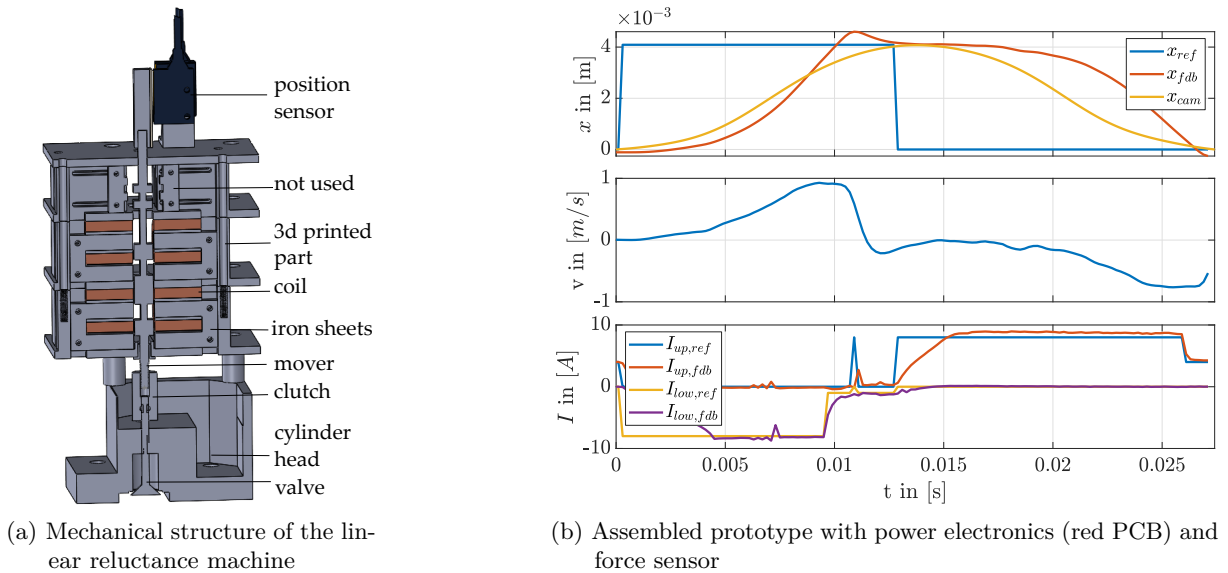 position
sensor
not used
3d printed
part
coil
iron sheets
mover
clutch
cylinder
head
valve
(a) Mechanical structure of the lin-
ear reluctance machine
×10⁻³
4
2
0
x in [m]
x_ref
x_fdb
x_cam
1
0
-1
v in [m/s]
10
0
-10
I in [A]
I_up,ref
I_up,fdb
I_low,ref
I_low,fdb
0 0.005 0.01 0.015 0.02 0.025
t in [s]
(b) Assembled prototype with power electronics (red PCB) and
force sensor